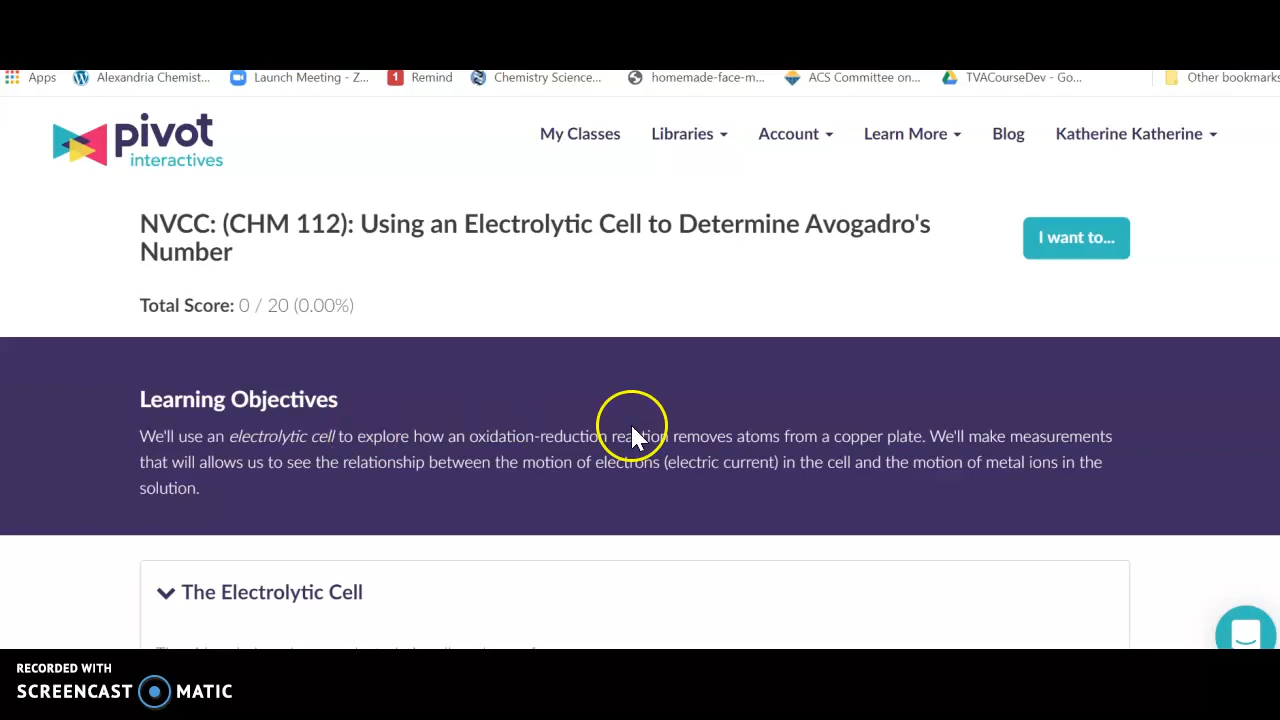 Apps Alexandria Chemist... Launch Meeting - Z... 1 Remind Chemistry Science... homemade-face-m... ACS Committee on... TVACourseDev - Go... Other bookmarks
pivot
interactives
My Classes Libraries Account Learn More Blog Katherine Katherine
NVCC: (CHM 112): Using an Electrolytic Cell to Determine Avogadro's
Number
I want to...
Total Score: 0 / 20 (0.00%)
Learning Objectives
We'll use an electrolytic cell to explore how an oxidation-reduction reaction removes atoms from a copper plate. We'll make measurements
that will allows us to see the relationship between the motion of electrons (electric current) in the cell and the motion of metal ions in the
solution.
The Electrolytic Cell
RECORDED WITH
SCREENCAST MATIC